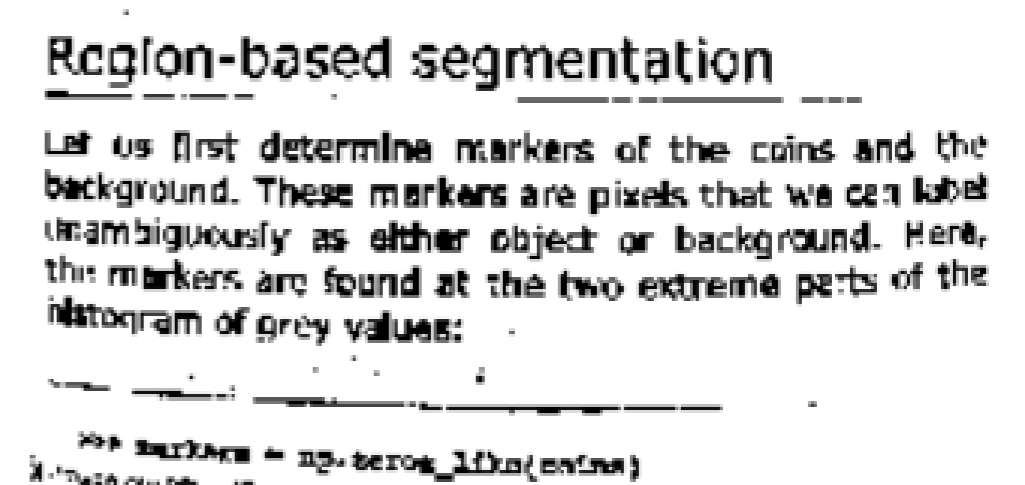 Region-based segmentation
Let us first determine markers of the coins and the
background. These markers are pixels that we can label
unambiguously as either object or background. Here,
the markers are found at the two extreme parts of the
histogram of grey values:
>>> markers = np.zeros_like(coins)